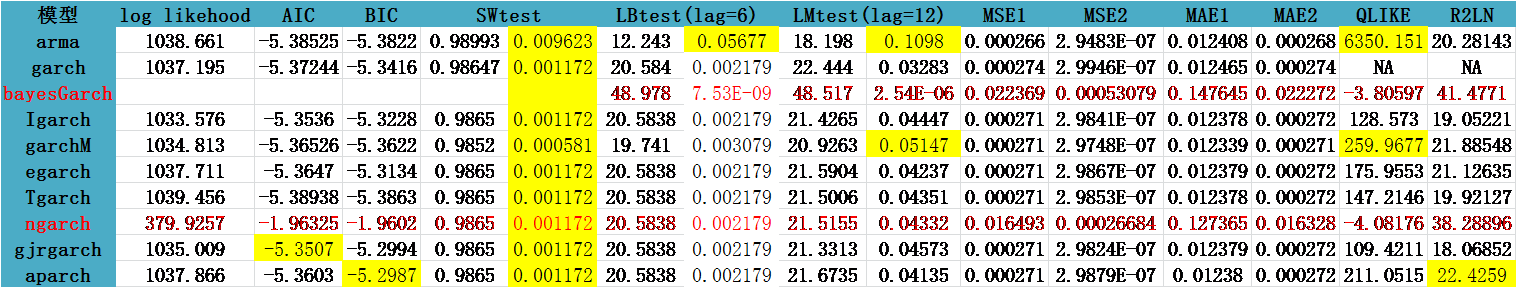 模型 log likehood AIC BIC SWtest LBtest(lag=6) LMtest(lag=12) MSE1 MSE2 MAE1 MAE2 QLIKE R2LN
arma 1038.661 -5.38525 -5.3822 0.98993 0.009623 12.243 0.05677 18.198 0.1098 0.000266 2.9483E-07 0.012408 0.000268 6350.151 20.28143
garch 1037.195 -5.37244 -5.3416 0.98647 0.001172 20.584 0.002179 22.444 0.03283 0.000274 2.9946E-07 0.012465 0.000274 NA NA
bayesGarch 48.978 7.53E-09 48.517 2.54E-06 0.022369 0.00053079 0.147645 0.022272 -3.80597 41.4771
Igarch 1033.576 -5.3536 -5.3228 0.9865 0.001172 20.5838 0.002179 21.4265 0.04447 0.000271 2.9841E-07 0.012378 0.000272 128.573 19.05221
garchM 1034.813 -5.36526 -5.3622 0.9852 0.000581 19.741 0.003079 20.9263 0.05147 0.000271 2.9748E-07 0.012339 0.000271 259.9677 21.88548
egarch 1037.711 -5.3647 -5.3134 0.9865 0.001172 20.5838 0.002179 21.5904 0.04237 0.000271 2.9867E-07 0.012379 0.000272 175.9553 21.12635
Tgarch 1039.456 -5.38938 -5.3863 0.9865 0.001172 20.5838 0.002179 21.5006 0.04351 0.000271 2.9853E-07 0.012378 0.000272 147.2146 19.92127
ngarch 379.9257 -1.96325 -1.9602 0.9865 0.001172 20.5838 0.002179 21.5155 0.04332 0.016493 0.00026684 0.127365 0.016328 -4.08176 38.28896
gjrgarch 1035.009 -5.3507 -5.2994 0.9865 0.001172 20.5838 0.002179 21.3313 0.04573 0.000271 2.9824E-07 0.012379 0.000272 109.4211 18.06852
aparch 1037.866 -5.3603 -5.2987 0.9865 0.001172 20.5838 0.002179 21.6735 0.04135 0.000271 2.9879E-07 0.01238 0.000272 211.0515 22.4259